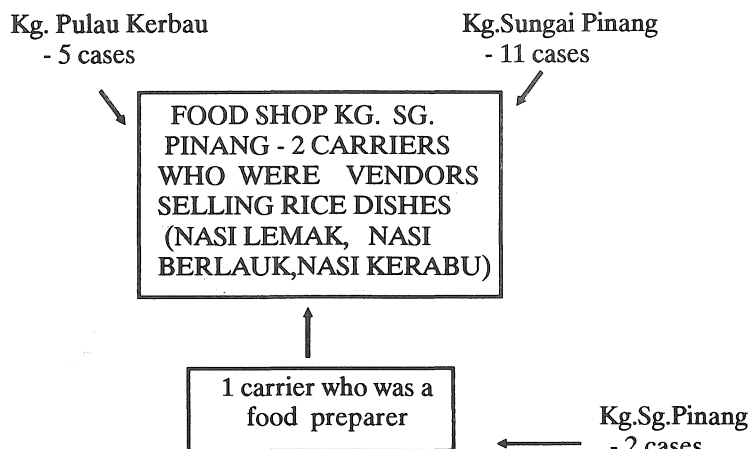 Kg. Pulau Kerbau
- 5 cases
Kg.Sungai Pinang
- 11 cases
FOOD SHOP KG. SG.
PINANG - 2 CARRIERS
WHO WERE VENDORS
SELLING RICE DISHES
(NASI LEMAK, NASI
BERLAUK,NASI KERABU)
1 carrier who was a
food preparer
Kg.Sg.Pinang
- 2 cases